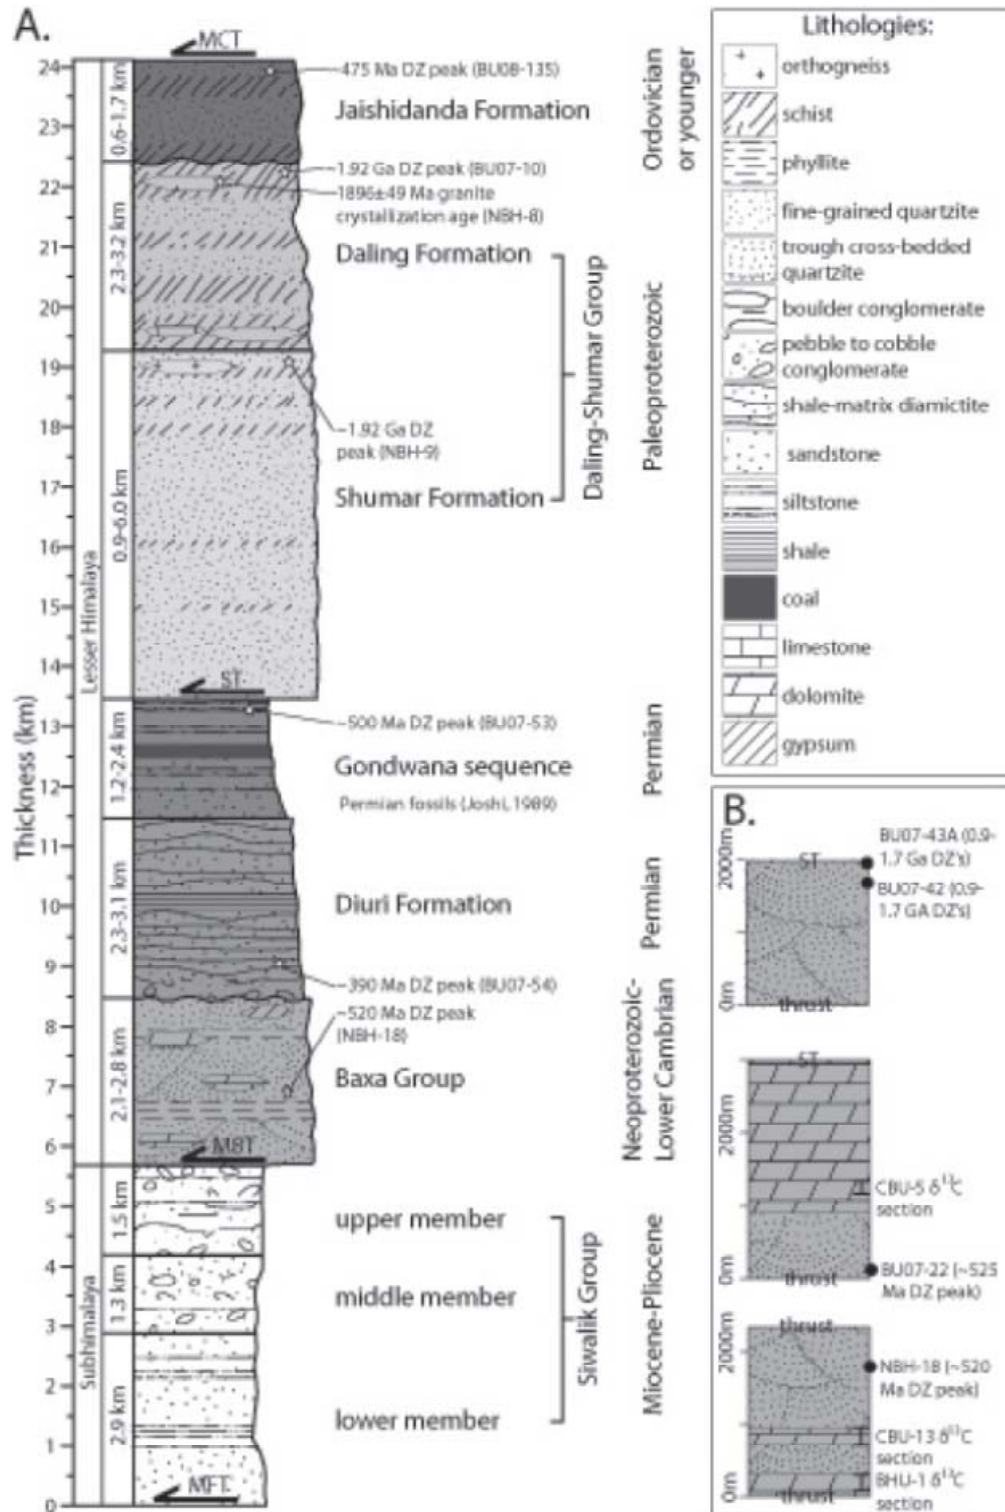 A.
MCT
24
23
22
21
20
19
18
17
16
15
14
13
12
11
10
9
8
7
6
5
4
3
2
1
0
Thickness (km)
Lesser Himalaya
Subhimalaya
0.6-1.7 km
2.3-3.2 km
0.9-6.0 km
1.2-2.4 km
2.3-3.1 km
2.1-2.8 km
1.5 km
1.3 km
2.9 km
~475 Ma DZ peak (BU08-135)
Jaishidanda Formation
Ordovician
or younger
1.92 Ga DZ peak (BU07-10)
1896±49 Ma granite
crystallization age (NBH-8)
Daling Formation
~1.92 Ga DZ
peak (NBH-9)
Shumar Formation
Daling-Shumar Group
Paleoproterozoic
ST
~500 Ma DZ peak (BU07-53)
Gondwana sequence
Permian fossils (Joshi, 1989)
Permian
Diuri Formation
Permian
~390 Ma DZ peak (BU07-54)
~520 Ma DZ peak
(NBH-18)
Baxa Group
Neoproterozoic-
Lower Cambrian
MBT
upper member
middle member
lower member
Siwalik Group
Miocene-Pliocene
MFT
Lithologies:
orthogneiss
schist
phyllite
fine-grained quartzite
trough cross-bedded
quartzite
boulder conglomerate
pebble to cobble
conglomerate
shale-matrix diamictite
sandstone
siltstone
shale
coal
limestone
dolomite
gypsum
B.
BU07-43A (0.9-
1.7 Ga DZ's)
BU07-42 (0.9-
1.7 GA DZ's)
2000m
ST
0m
thrust
ST
2000m
CBU-5 δ¹³C
section
BU07-22 (~525
Ma DZ peak)
0m
thrust
thrust
2000m
NBH-18 (~520
Ma DZ peak)
CBU-13 δ¹³C
section
BHU-1 δ¹³C
section
0m
thrust